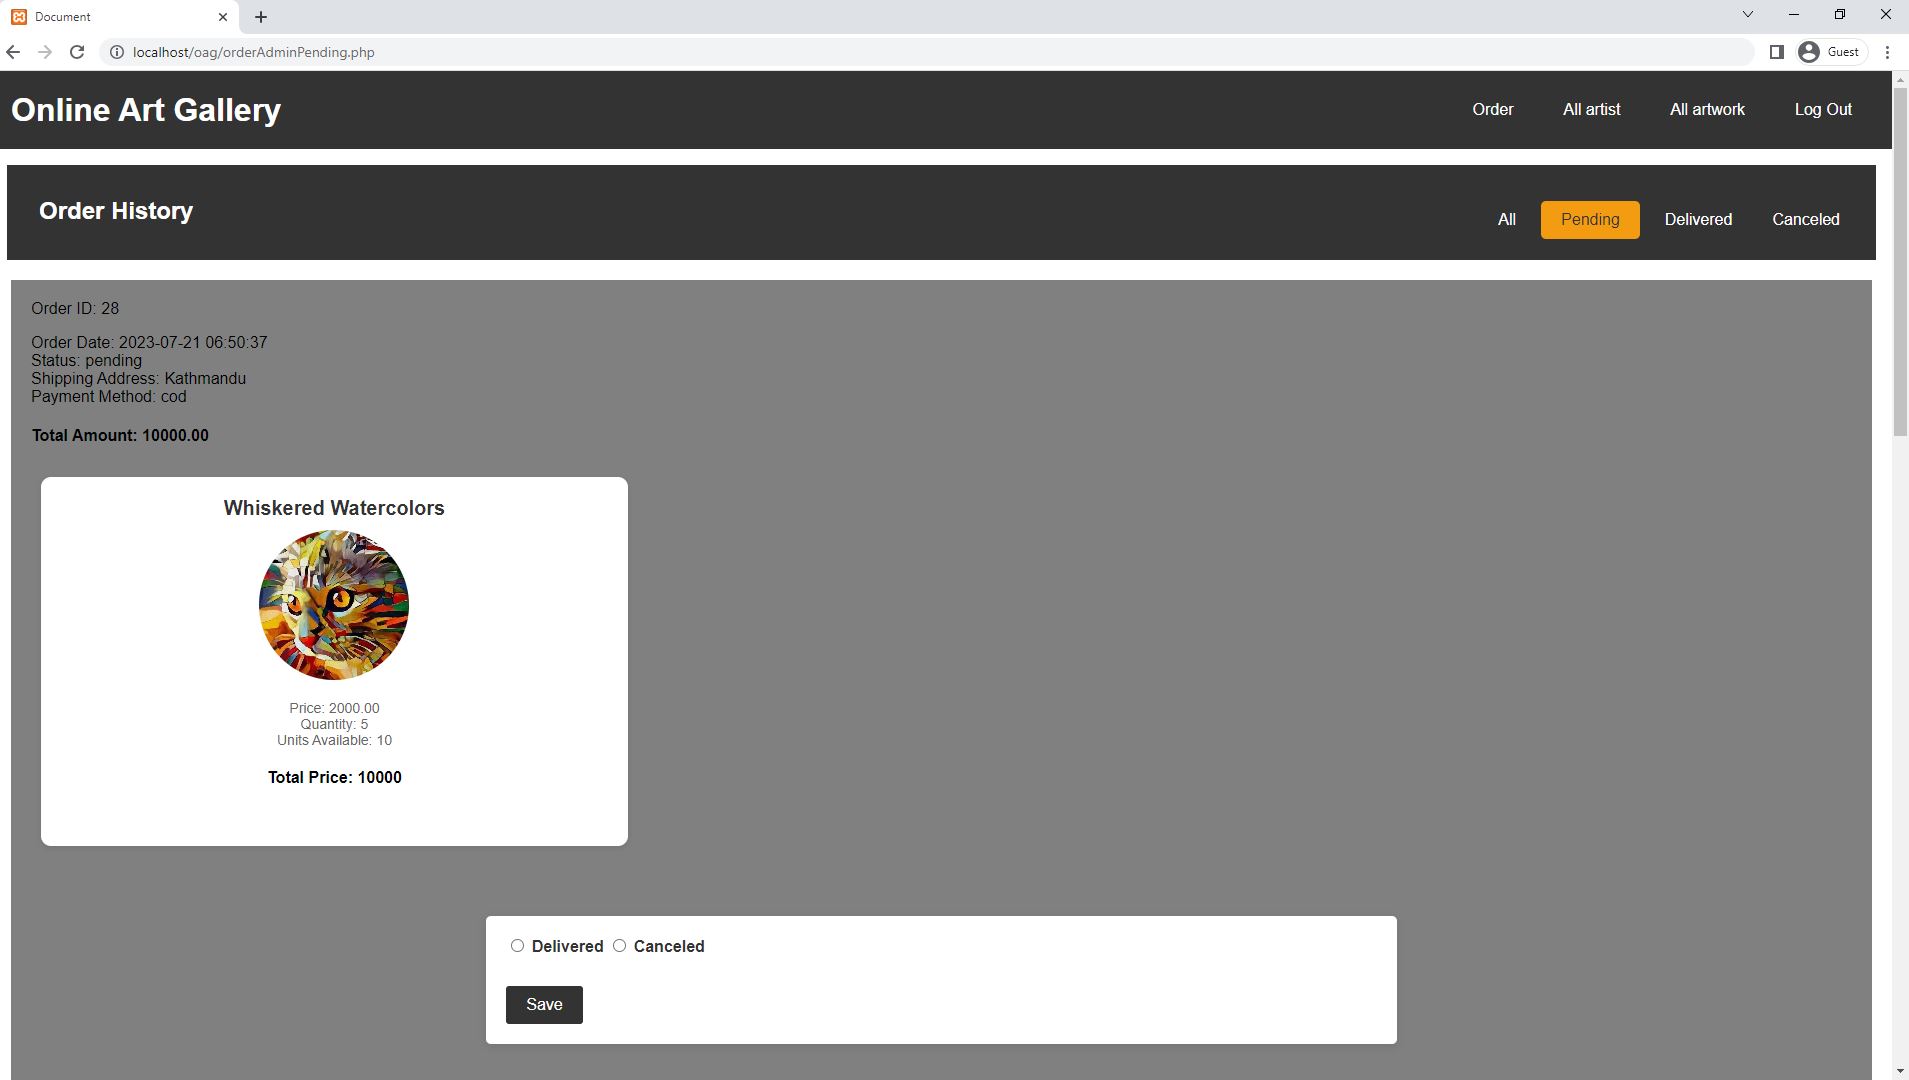 Document
localhost/oag/orderAdminPending.php
Guest
Online Art Gallery
Order
All artist
All artwork
Log Out
Order History
All
Pending
Delivered
Canceled
Order ID: 28
Order Date: 2023-07-21 06:50:37
Status: pending
Shipping Address: Kathmandu
Payment Method: cod
Total Amount: 10000.00
Whiskered Watercolors
Price: 2000.00
Quantity: 5
Units Available: 10
Total Price: 10000
Delivered Canceled
Save